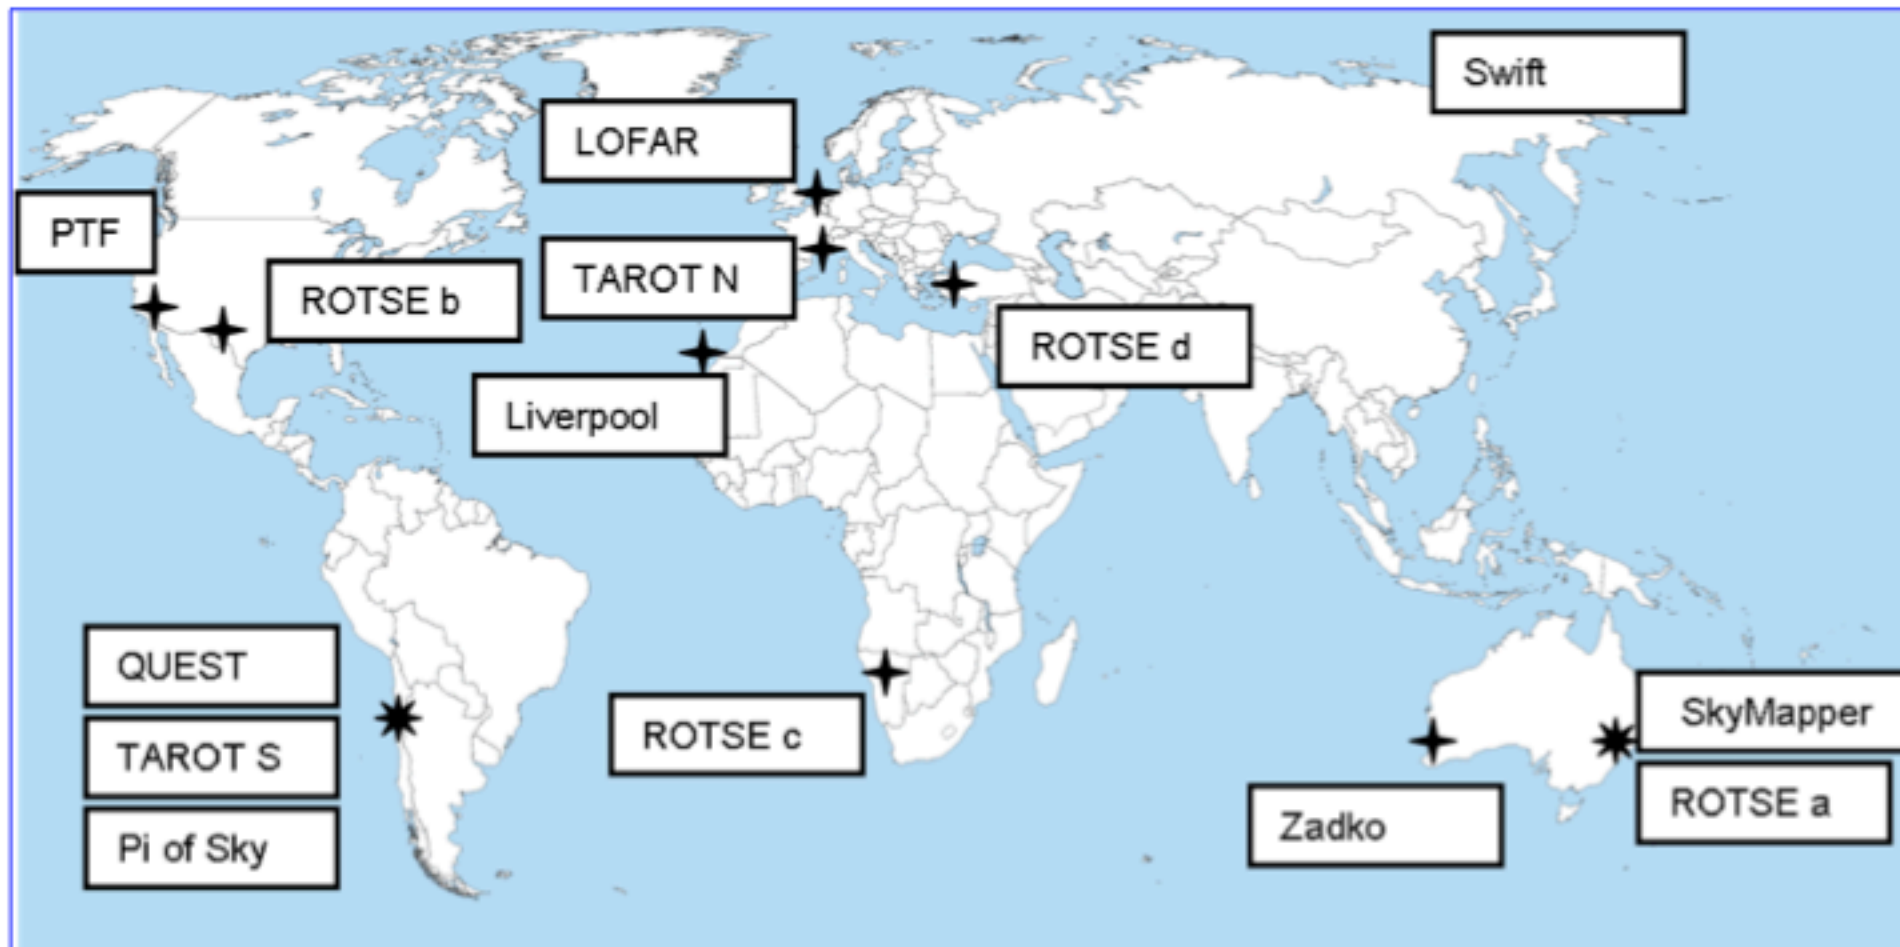 Swift
LOFAR
PTF
TAROT N
ROTSE b
ROTSE d
Liverpool
QUEST
TAROT S
Pi of Sky
ROTSE c
SkyMapper
ROTSE a
Zadko